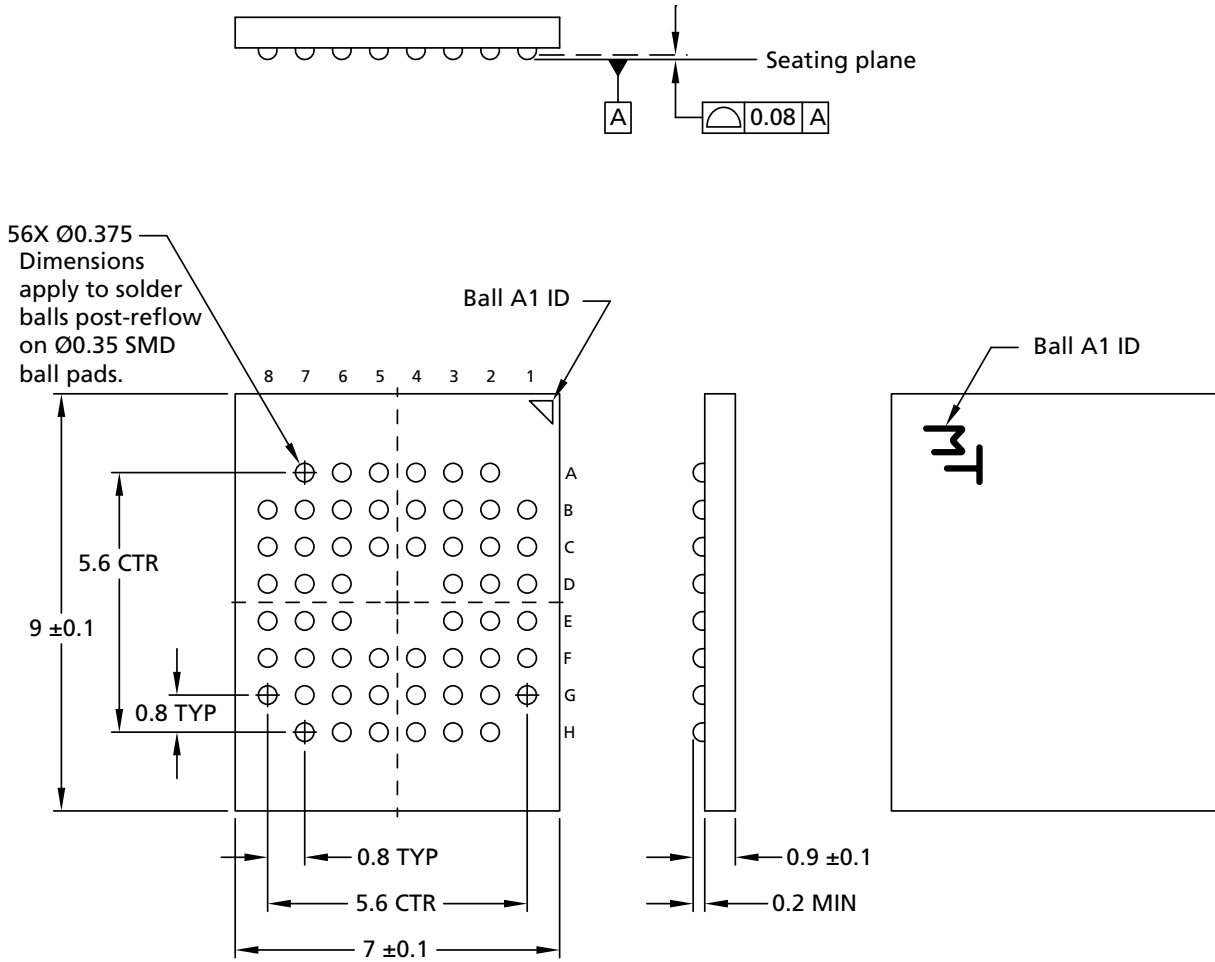 Seating plane
A
0.08 A
56X Ø0.375
Dimensions
apply to solder
balls post-reflow
on Ø0.35 SMD
ball pads.
Ball A1 ID
Ball A1 ID
8 7 6 5 4 3 2 1
A
B
C
D
E
F
G
H
5.6 CTR
9 ±0.1
0.8 TYP
0.8 TYP
5.6 CTR
7 ±0.1
0.9 ±0.1
0.2 MIN
MT